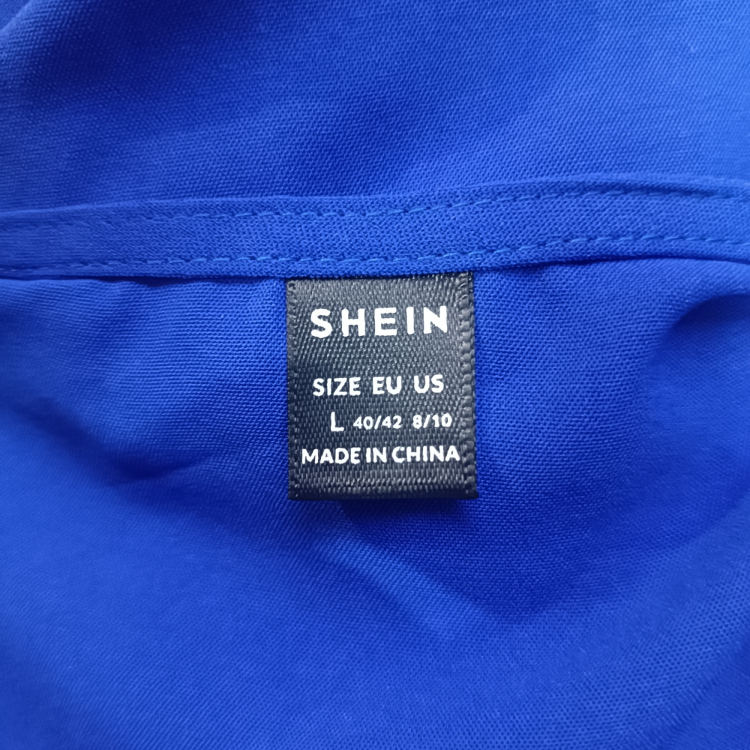 SHEIN
SIZE EU US
L 40/42 8/10
MADE IN CHINA